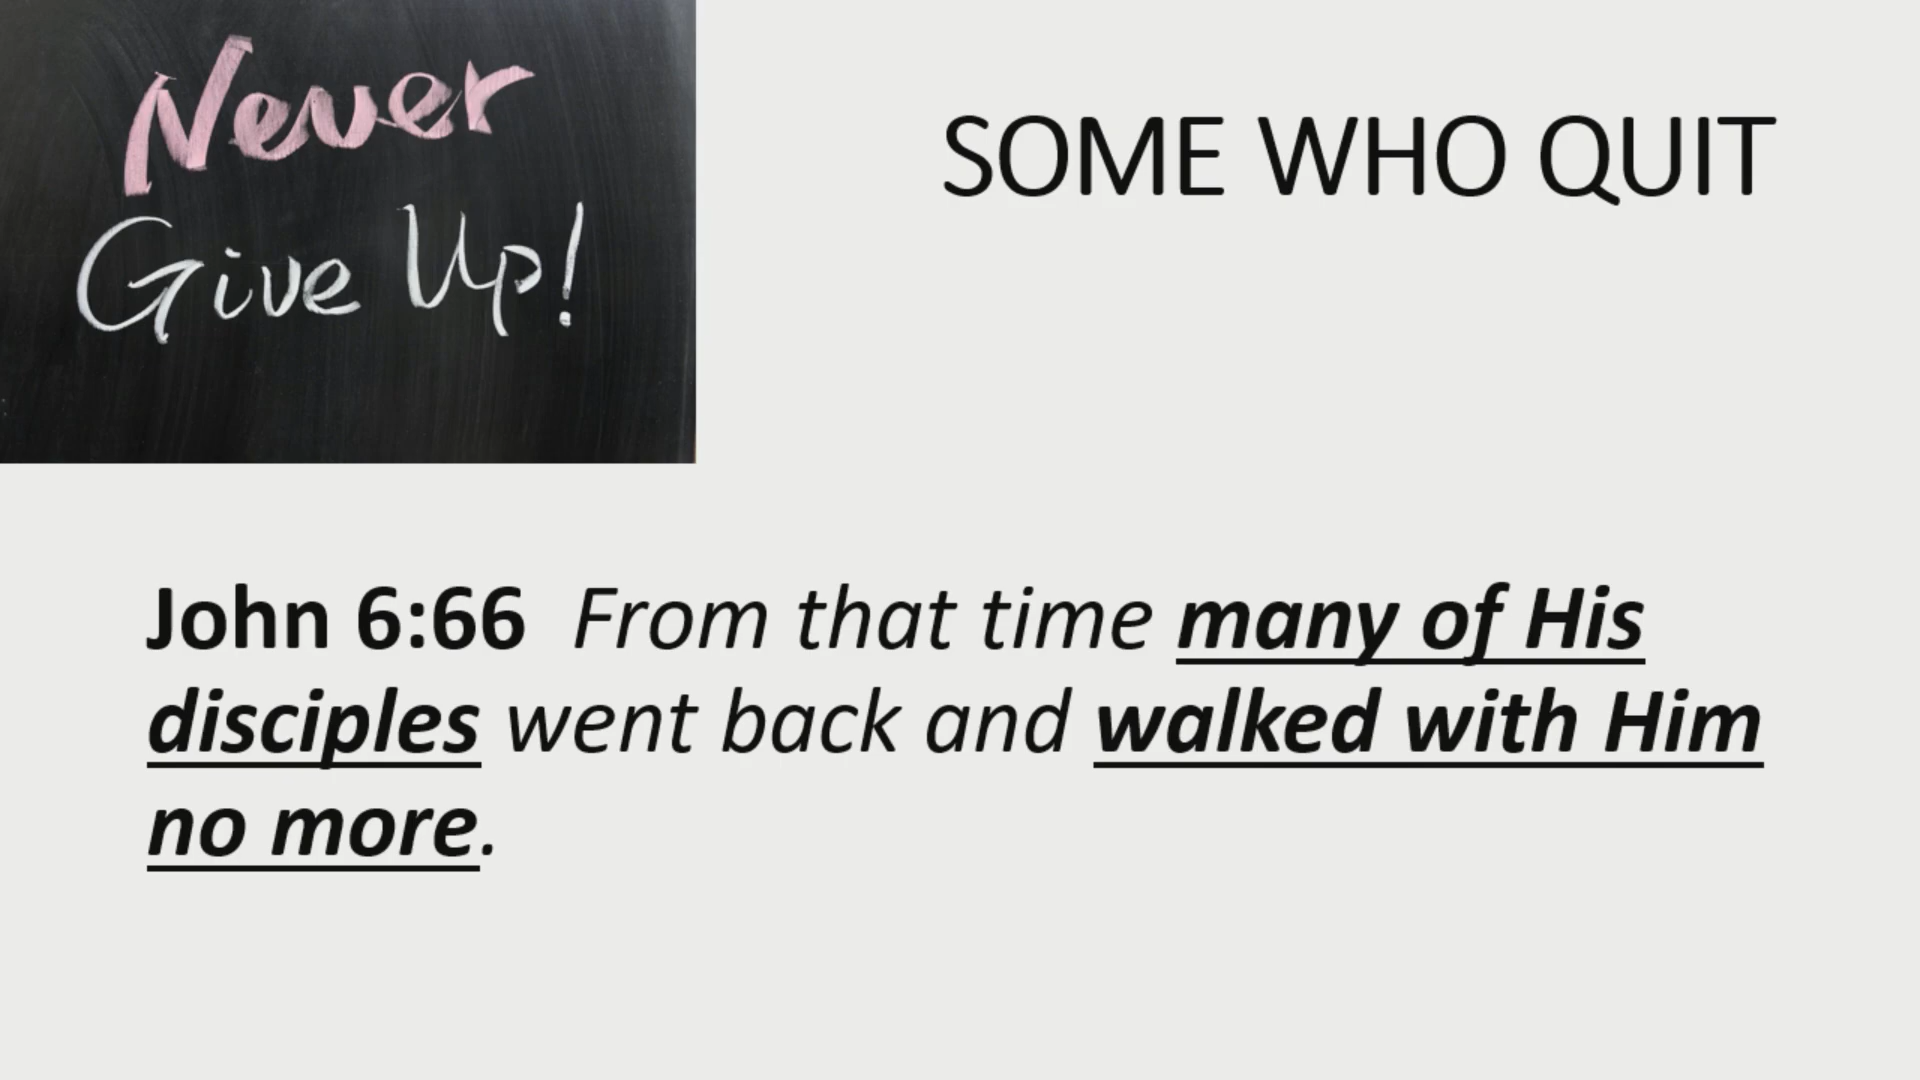 Never
Give Up!
SOME WHO QUIT
John 6:66 From that time many of His
disciples went back and walked with Him
no more.